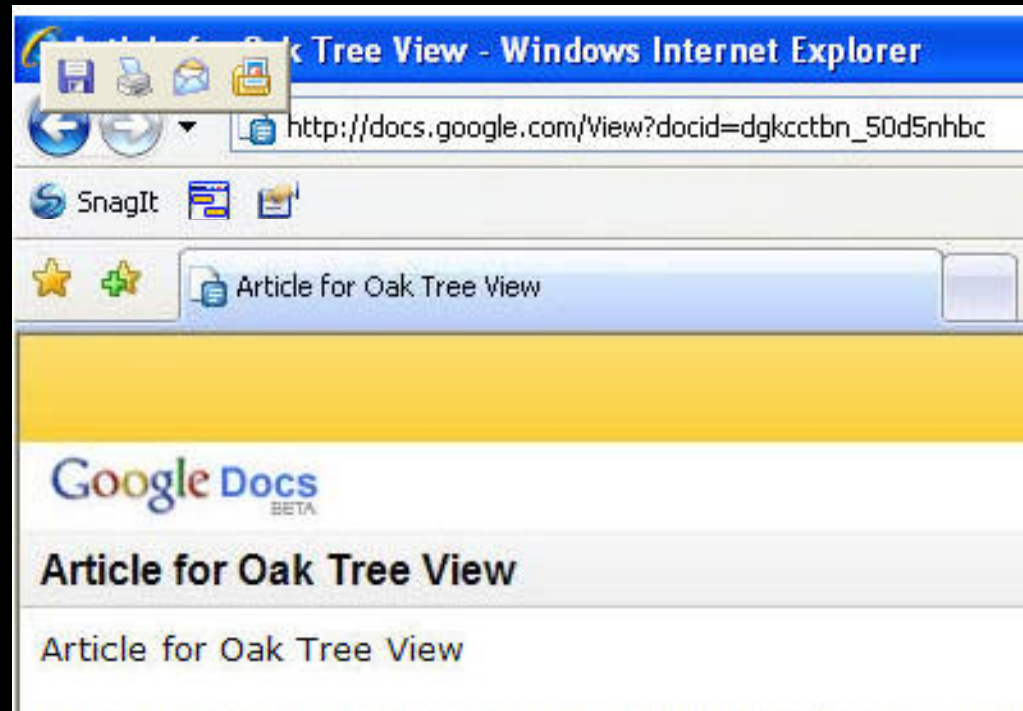 k Tree View - Windows Internet Explorer
http://docs.google.com/View?docid=dgkcctbn_50d5nhbc
SnagIt
Article for Oak Tree View
Google Docs
BETA
Article for Oak Tree View
Article for Oak Tree View